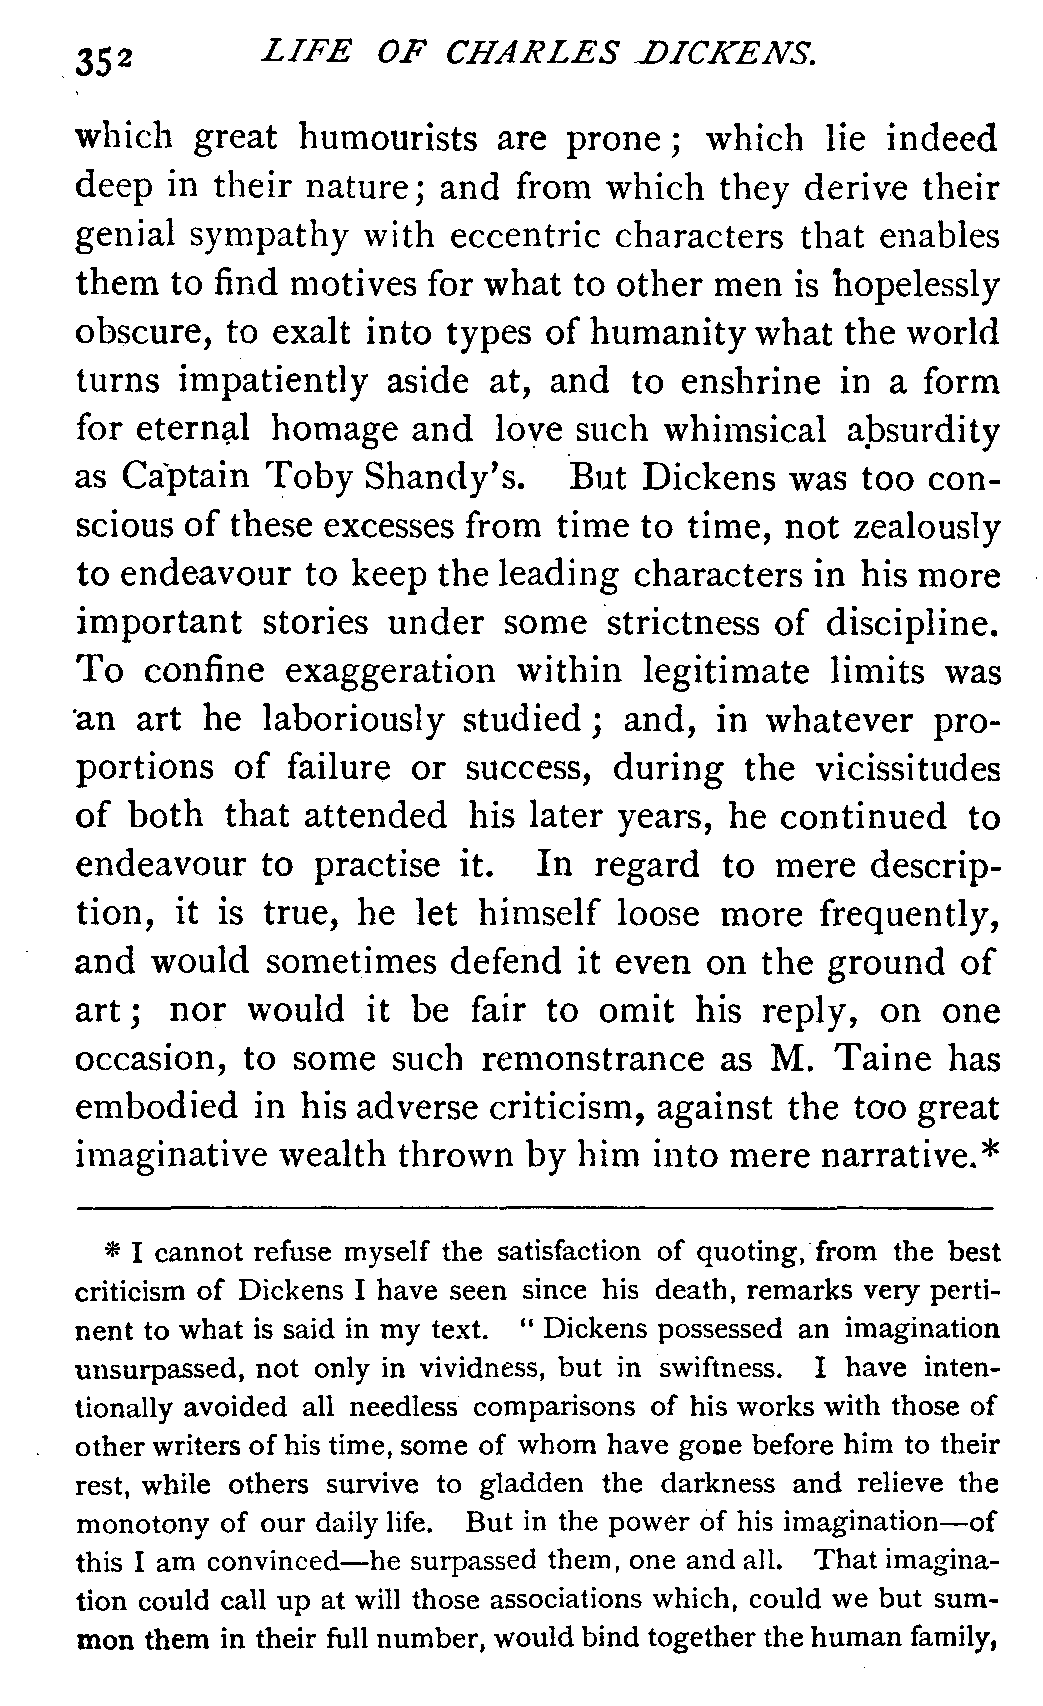 352 LIFE OF CHARLES DICKENS.
which great humourists are prone ; which lie indeed
deep in their nature; and from which they derive their
genial sympathy with eccentric characters that enables
them to find motives for what to other men is hopelessly
obscure, to exalt into types of humanity what the world
turns impatiently aside at, and to enshrine in a form
for eternal homage and love such whimsical absurdity
as Captain Toby Shandy's. But Dickens was too con-
scious of these excesses from time to time, not zealously
to endeavour to keep the leading characters in his more
important stories under some strictness of discipline.
To confine exaggeration within legitimate limits was
an art he laboriously studied ; and, in whatever pro-
portions of failure or success, during the vicissitudes
of both that attended his later years, he continued to
endeavour to practise it. In regard to mere descrip-
tion, it is true, he let himself loose more frequently,
and would sometimes defend it even on the ground of
art ; nor would it be fair to omit his reply, on one
occasion, to some such remonstrance as M. Taine has
embodied in his adverse criticism, against the too great
imaginative wealth thrown by him into mere narrative.*
* I cannot refuse myself the satisfaction of quoting, from the best
criticism of Dickens I have seen since his death, remarks very perti-
nent to what is said in my text. " Dickens possessed an imagination
unsurpassed, not only in vividness, but in swiftness. I have inten-
tionally avoided all needless comparisons of his works with those of
other writers of his time, some of whom have gone before him to their
rest, while others survive to gladden the darkness and relieve the
monotony of our daily life. But in the power of his imagination—of
this I am convinced—he surpassed them, one and all. That imagina-
tion could call up at will those associations which, could we but sum-
mon them in their full number, would bind together the human family,